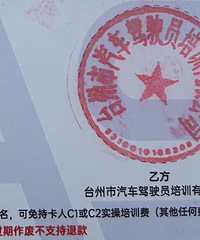 台州市汽车驾驶员培训
乙方
台州市汽车驾驶员培训有
名，可免持卡人C1或C2实操培训费（其他任何
过期作废不支持退款